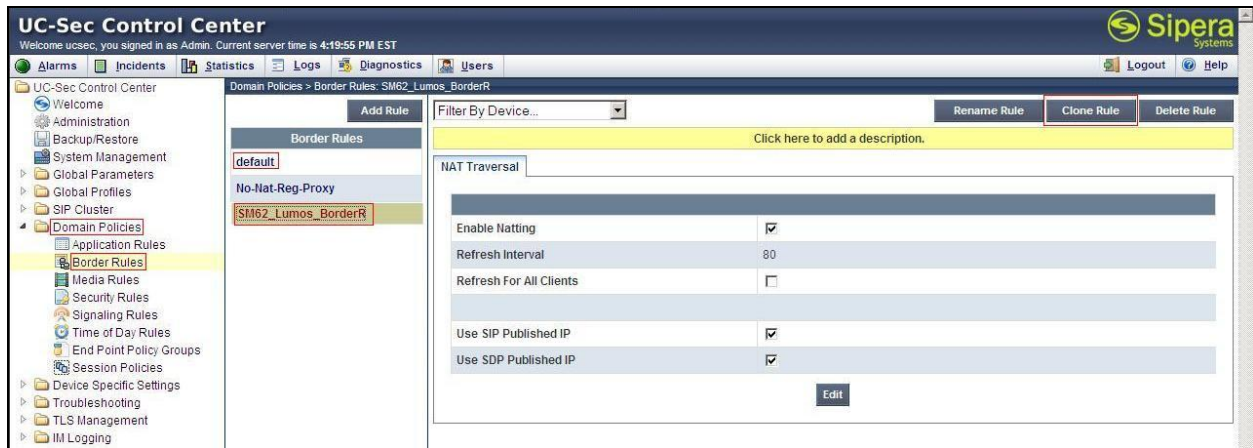 UC-Sec Control Center
Welcome ucsec, you signed in as Admin. Current server time is 4:19:55 PM EST
Sipera
Systems
Alarms Incidents Statistics Logs Diagnostics Users Logout Help
UC-Sec Control Center
Welcome
Administration
Backup/Restore
System Management
Global Parameters
Global Profiles
SIP Cluster
Domain Policies
Application Rules
Border Rules
Media Rules
Security Rules
Signaling Rules
Time of Day Rules
End Point Policy Groups
Session Policies
Device Specific Settings
Troubleshooting
TLS Management
IM Logging
Domain Policies > Border Rules: SM62_Lumos_BorderR
Add Rule
Border Rules
default
No-Nat-Reg-Proxy
SM62_Lumos_BorderR
Filter By Device...
Rename Rule Clone Rule Delete Rule
Click here to add a description.
NAT Traversal
Enable Natting
Refresh Interval 80
Refresh For All Clients
Use SIP Published IP
Use SDP Published IP
Edit